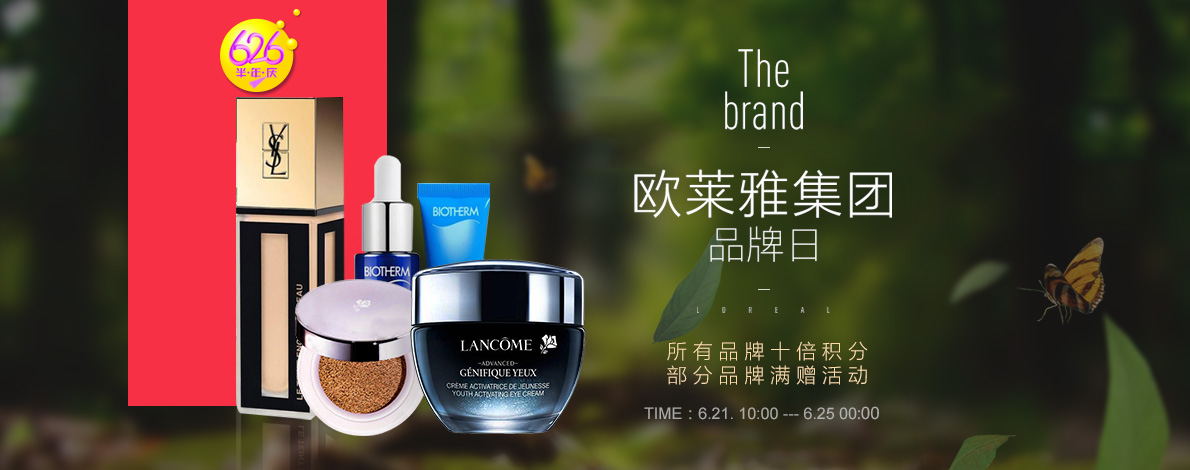 626
半·年·庆
YSL
BIOTHERM
BIOTHERM
LANCÔME
ADVANCED
GÉNIFIQUE YEUX
CRÈME ACTIVATRICE DE JEUNESSE
YOUTH ACTIVATING EYE CREAM
The
brand
欧莱雅集团
品牌日
LOREAL
所有品牌十倍积分
部分品牌满赠活动
TIME : 6.21. 10:00 --- 6.25 00:00